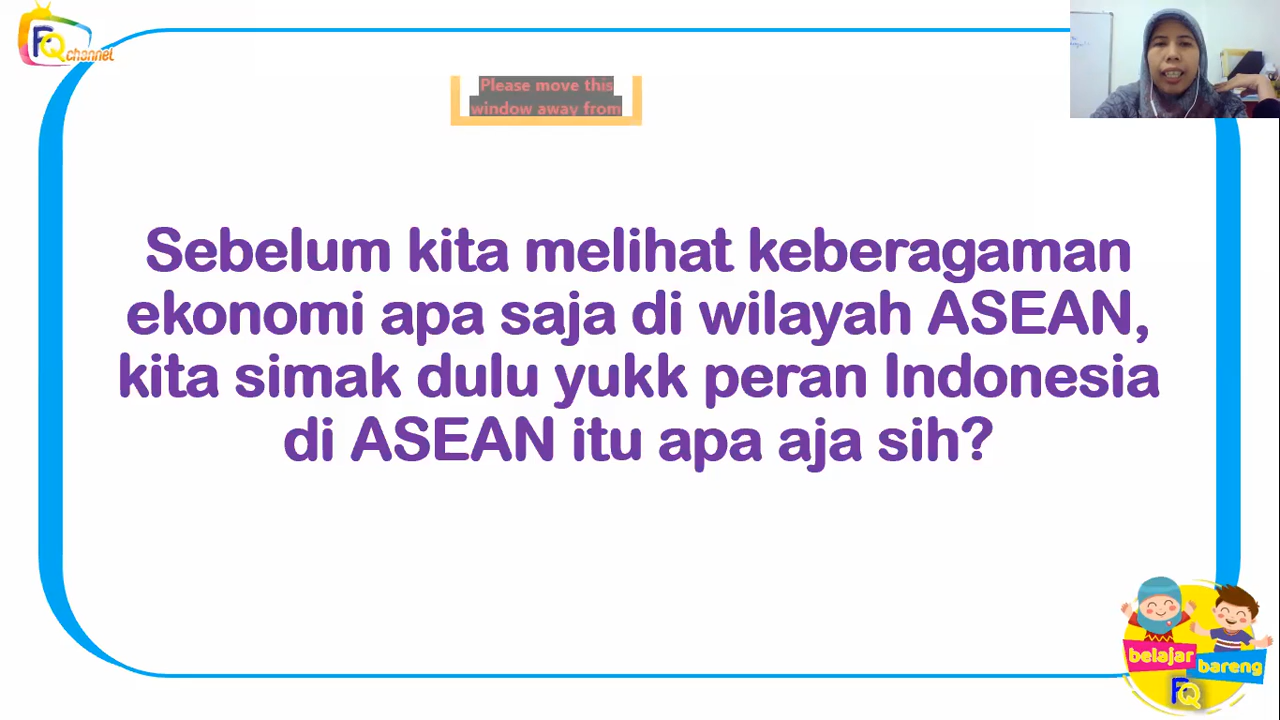 FQ channel
Please move this
window away from
Sebelum kita melihat keberagaman
ekonomi apa saja di wilayah ASEAN,
kita simak dulu yukk peran Indonesia
di ASEAN itu apa aja sih?
belajar
bareng
FQ